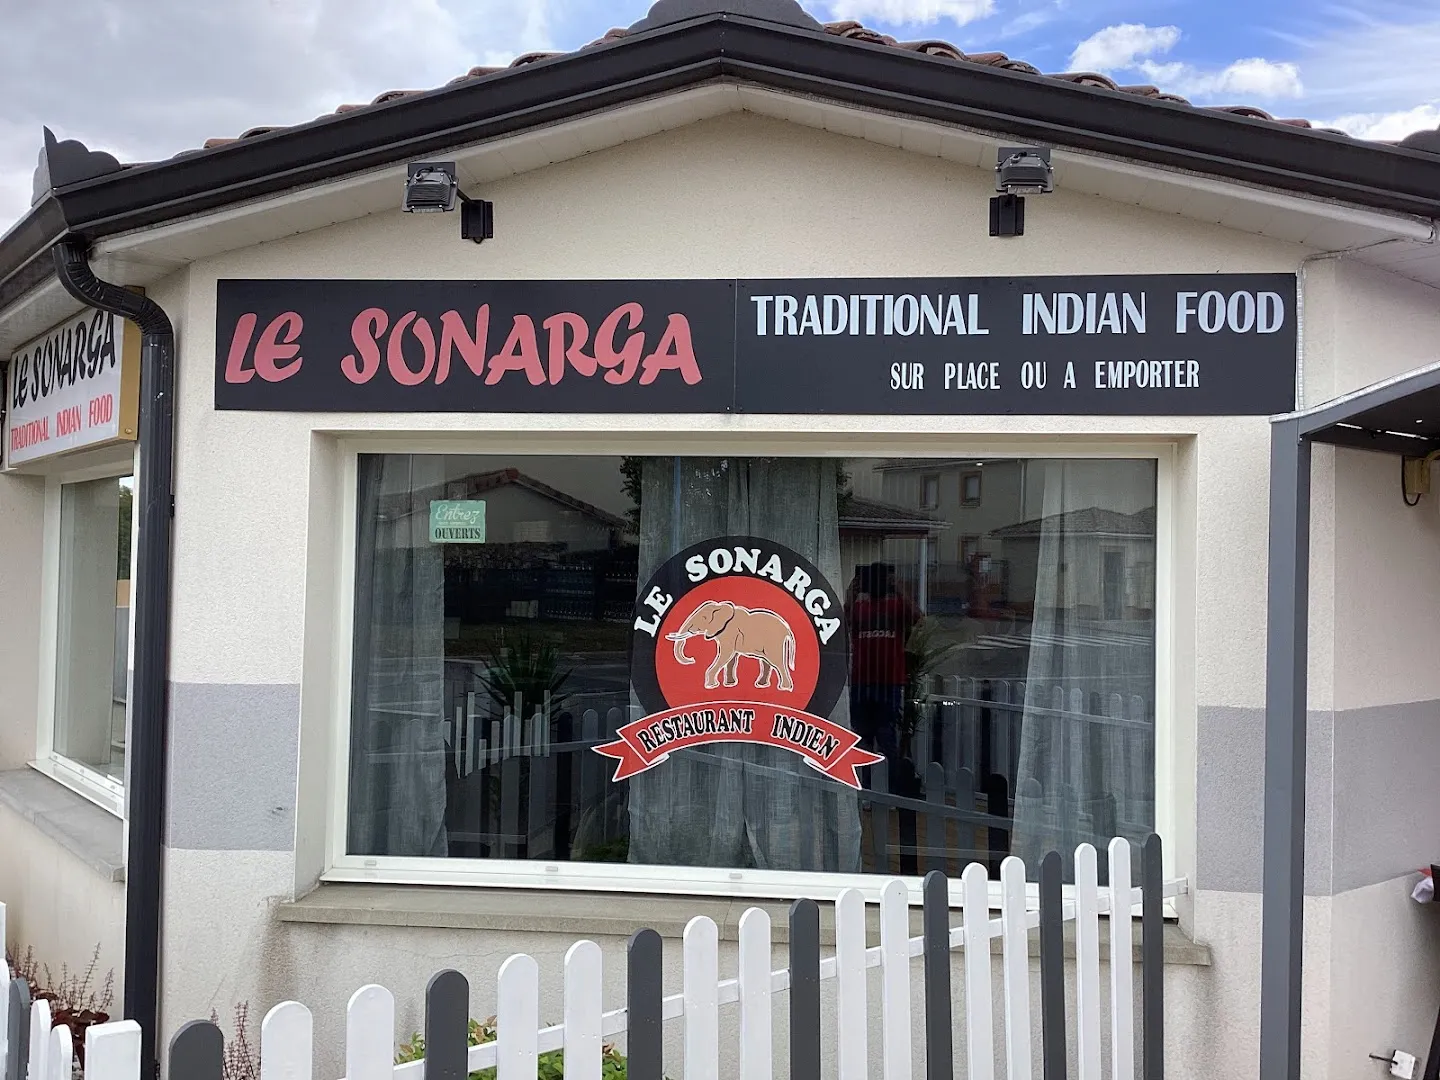 LE SONARGA
TRADITIONAL INDIAN FOOD
SUR PLACE OU A EMPORTER
LE SONARGA
TRADITIONAL INDIAN FOOD
Entrez
OUVERTS
LE SONARGA
RESTAURANT INDIEN